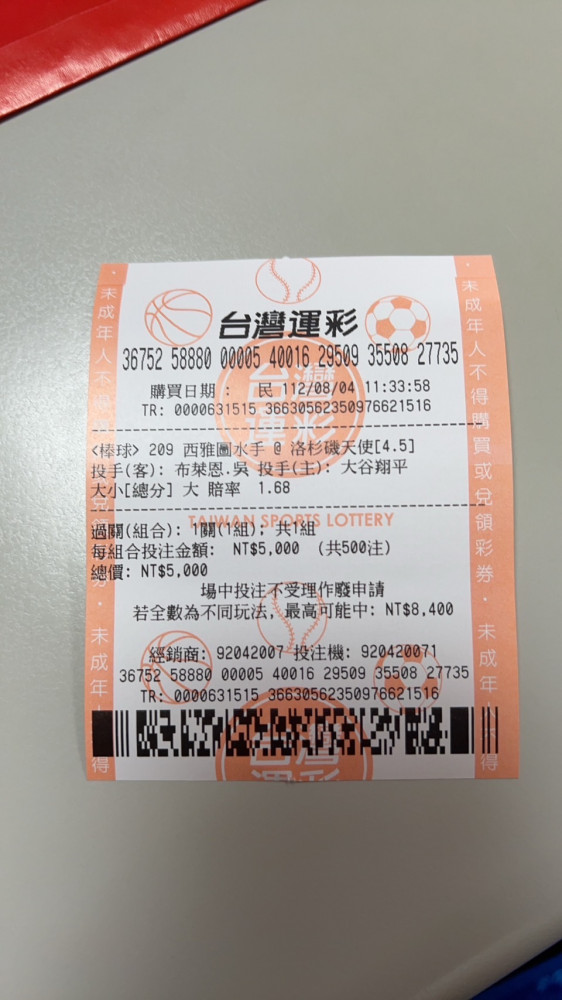 台灣運彩
36752 58880 00005 40016 29509 35508 27735
購買日期： 民 112/08/04 11:33:58
TR: 0000631515 36630562350976621516
<棒球> 209 西雅圖水手 @ 洛杉磯天使[4.5]
投手(客): 布萊恩.吳 投手(主): 大谷翔平
大小[總分] 大 賠率 1.68
TAIWAN SPORTS LOTTERY
過關(組合): 1關(1組); 共1組
每組合投注金額: NT$5,000 (共500注)
總價: NT$5,000
場中投注不受理作廢申請
若全數為不同玩法, 最高可能中: NT$8,400
經銷商: 92042007 投注機: 920420071
36752 58880 00005 40016 29509 35508 27735
TR: 0000631515 36630562350976621516
未成年人不得購買或兌領彩券．未成年